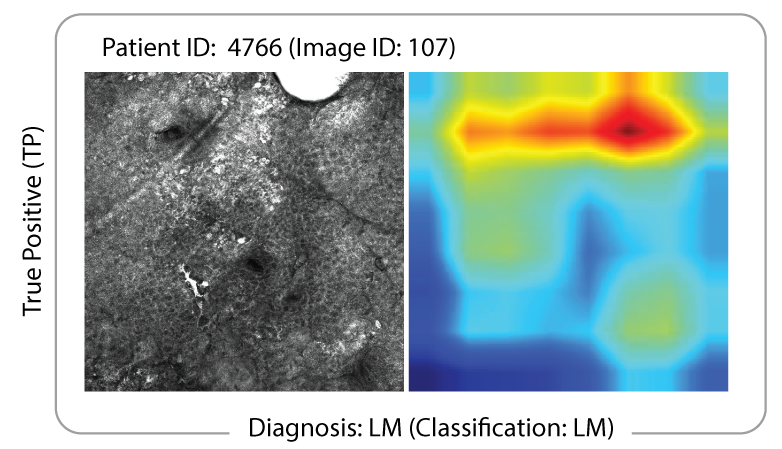 Patient ID: 4766 (Image ID: 107)
True Positive (TP)
Diagnosis: LM (Classification: LM)